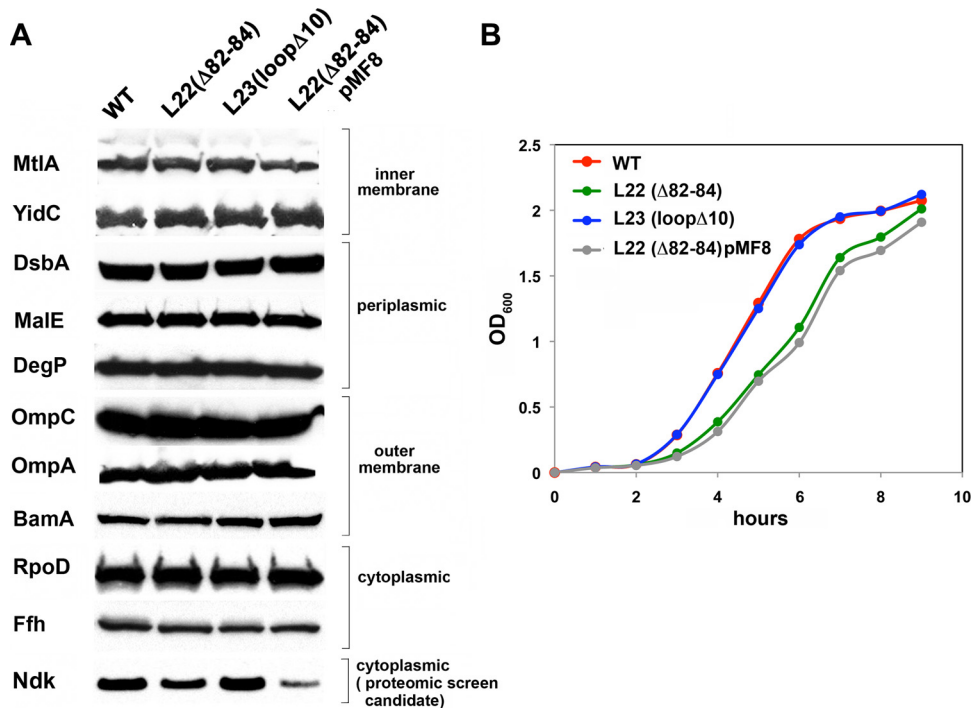 A
WT
L22(Δ82-84)
L23(loopΔ10)
L22(Δ82-84)
pMF8
MtlA
YidC
inner
membrane
DsbA
MalE
DegP
periplasmic
OmpC
OmpA
BamA
outer
membrane
RpoD
Ffh
cytoplasmic
Ndk
cytoplasmic
( proteomic screen
candidate)
B
WT
L22 (Δ82-84)
L23 (loopΔ10)
L22 (Δ82-84)pMF8
OD600
2.5
2
1.5
1
0.5
0
0 2 4 6 8 10
hours